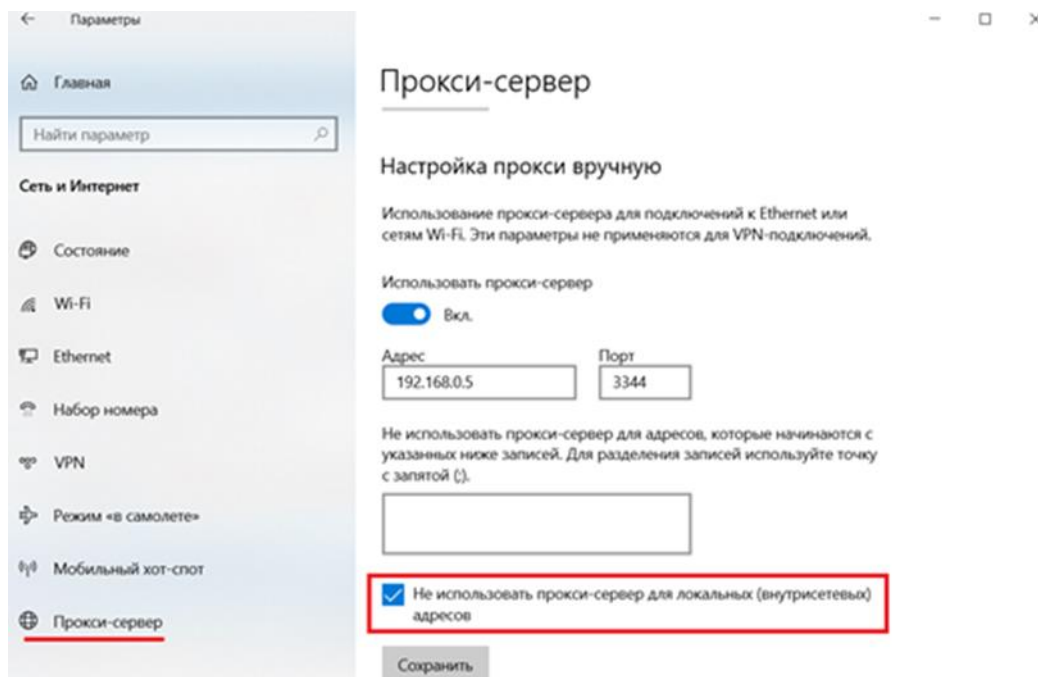 Параметры
Главная
Найти параметр
Сеть и Интернет
Состояние
Wi-Fi
Ethernet
Набор номера
VPN
Режим «в самолете»
Мобильный хот-спот
Прокси-сервер
Прокси-сервер
Настройка прокси вручную
Использование прокси-сервера для подключений к Ethernet или
сетям Wi-Fi. Эти параметры не применяются для VPN-подключений.
Использовать прокси-сервер
Вкл.
Адрес Порт
192.168.0.5 3344
Не использовать прокси-сервер для адресов, которые начинаются с
указанных ниже записей. Для разделения записей используйте точку
с запятой (;).
Не использовать прокси-сервер для локальных (внутрисетевых)
адресов
Сохранить